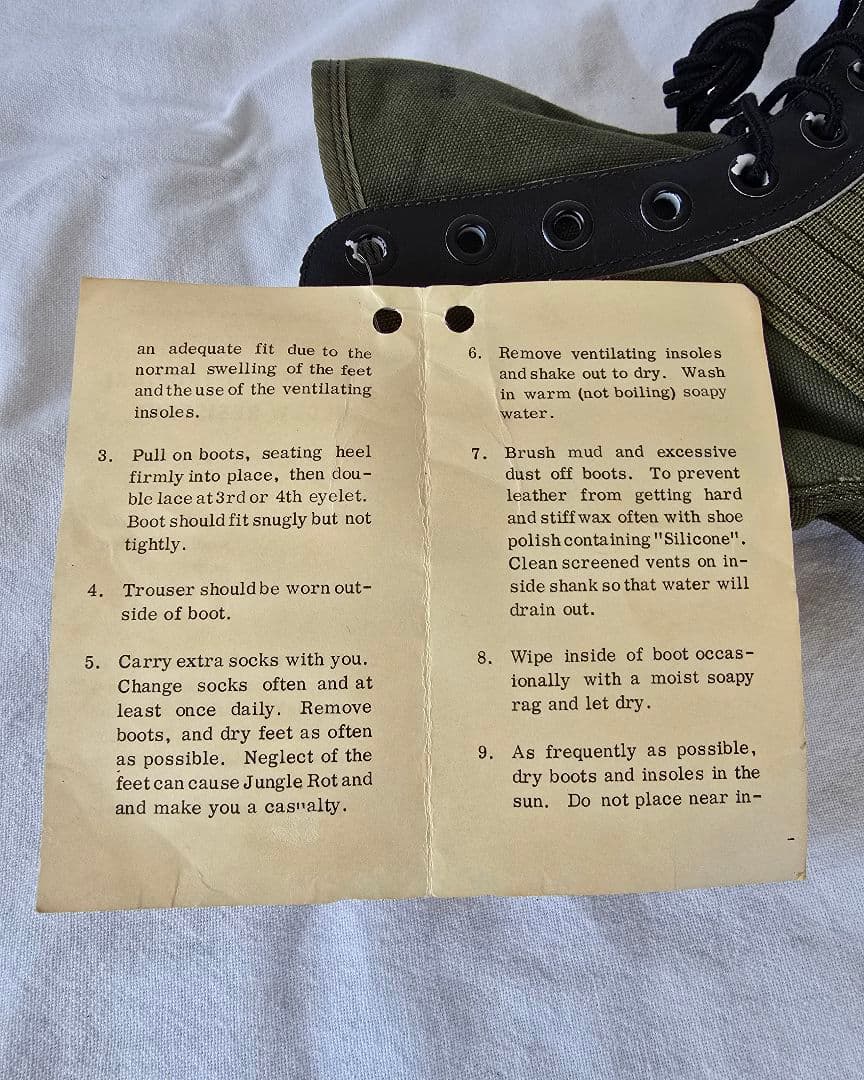 an adequate fit due to the
normal swelling of the feet
and the use of the ventilating
insoles.
3. Pull on boots, seating heel
firmly into place, then dou-
ble lace at 3rd or 4th eyelet.
Boot should fit snugly but not
tightly.
4. Trouser should be worn out-
side of boot.
5. Carry extra socks with you.
Change socks often and at
least once daily. Remove
boots, and dry feet as often
as possible. Neglect of the
feet can cause Jungle Rot and
and make you a casualty.
6. Remove ventilating insoles
and shake out to dry. Wash
in warm (not boiling) soapy
water.
7. Brush mud and excessive
dust off boots. To prevent
leather from getting hard
and stiff wax often with shoe
polish containing "Silicone".
Clean screened vents on in-
side shank so that water will
drain out.
8. Wipe inside of boot occas-
ionally with a moist soapy
rag and let dry.
9. As frequently as possible,
dry boots and insoles in the
sun. Do not place near in-